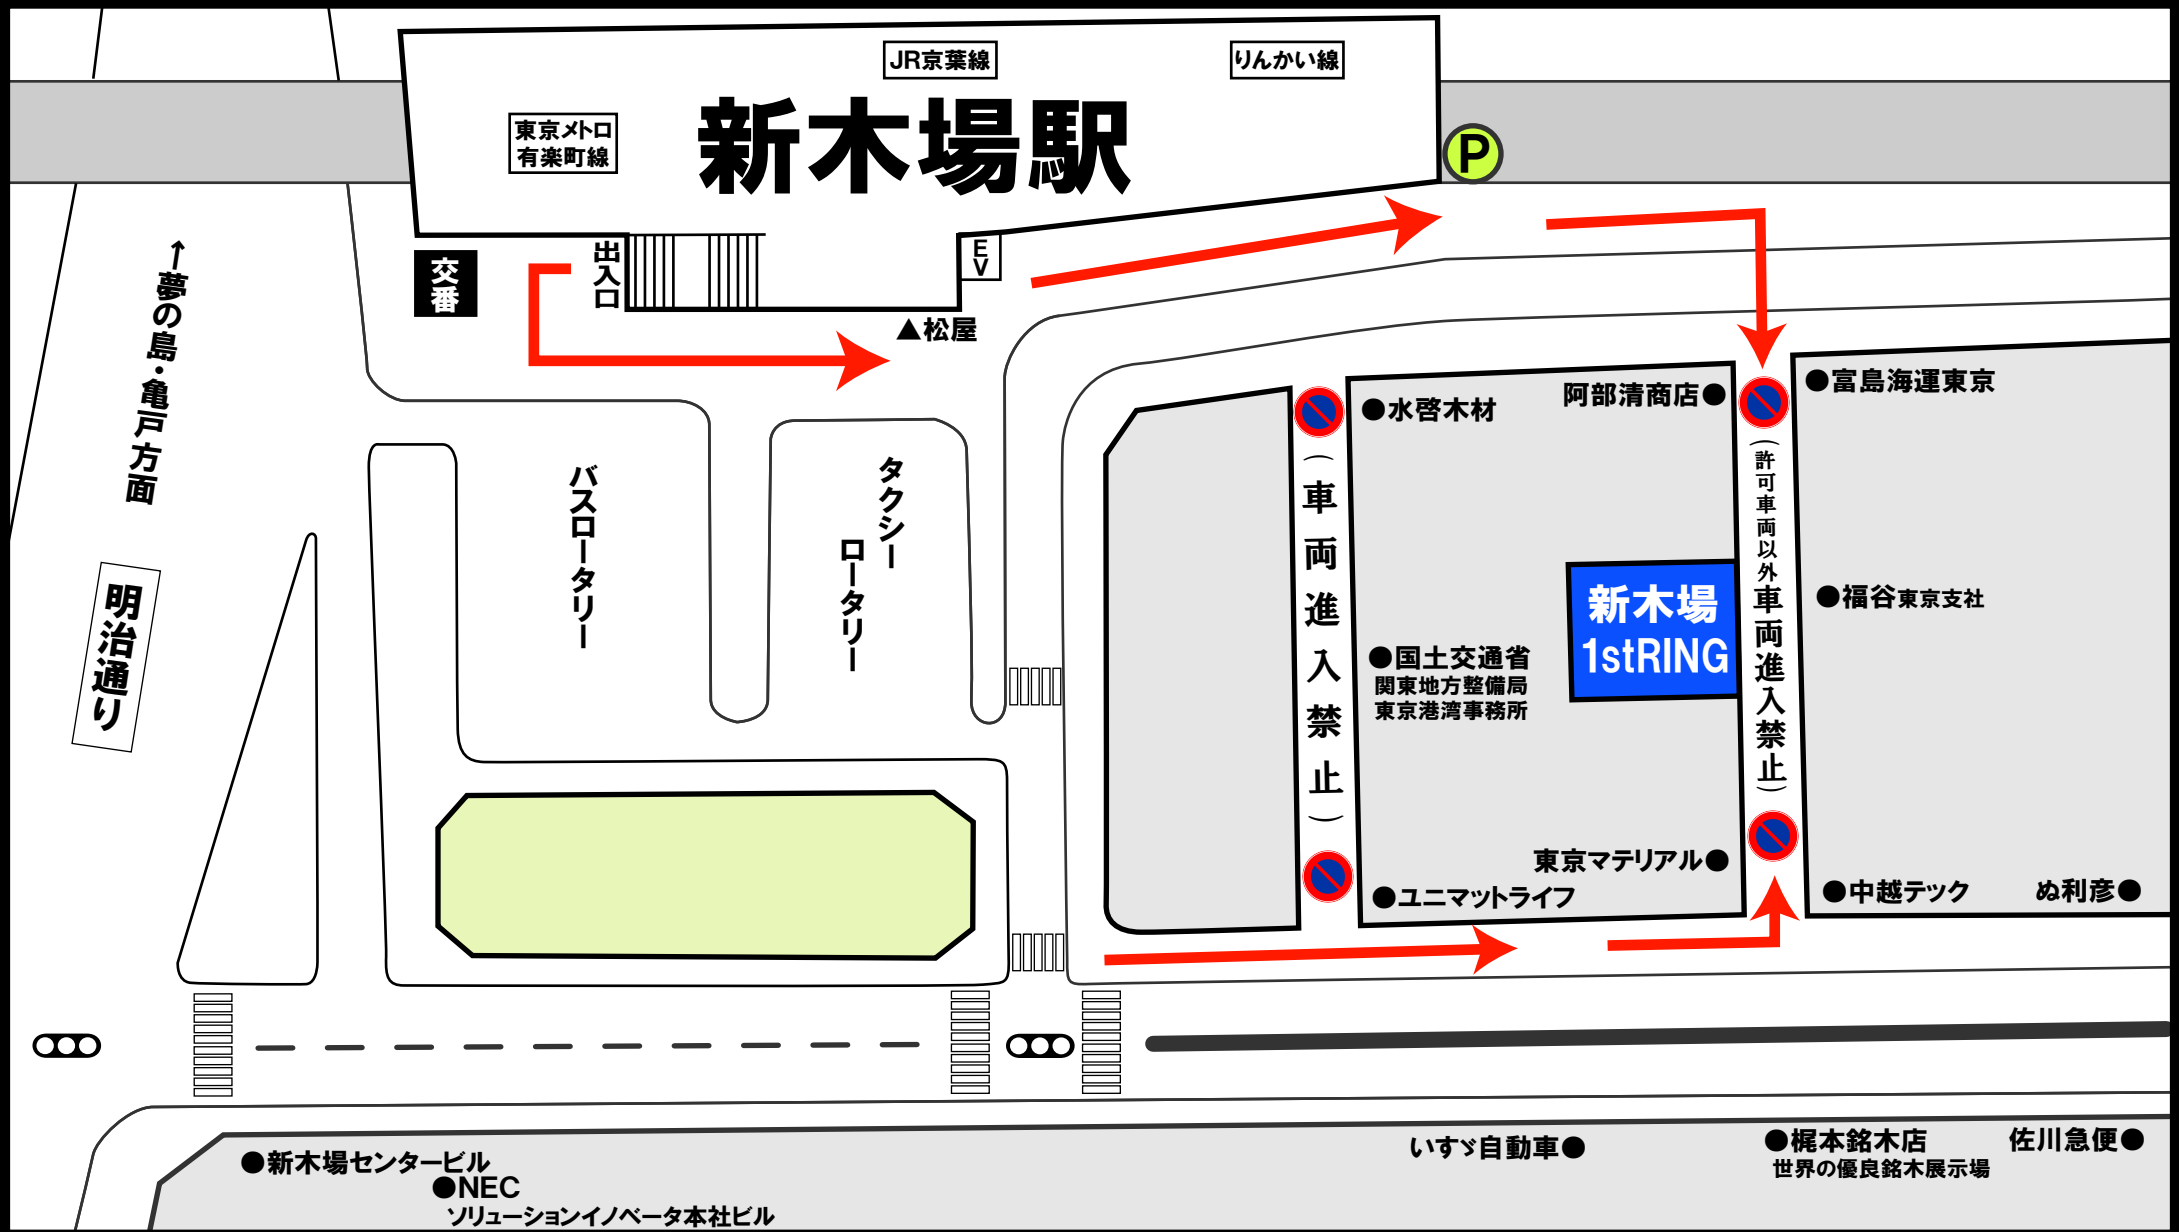 JR京葉線
りんかい線
東京メトロ
有楽町線
新木場駅
P
交番
出入口
EV
▲松屋
↑夢の島・亀戸方面
明治通り
バスロータリー
タクシー
ロータリー
●水啓木材
阿部清商店●
●富島海運東京
(車両進入禁止)
(許可車両以外車両進入禁止)
新木場
1stRING
●福谷東京支社
●国土交通省
関東地方整備局
東京港湾事務所
東京マテリアル●
●ユニマットライフ
●中越テック
ぬ利彦●
●新木場センタービル
●NEC
ソリューションイノベータ本社ビル
いすゞ自動車●
●梶本銘木店
世界の優良銘木展示場
佐川急便●